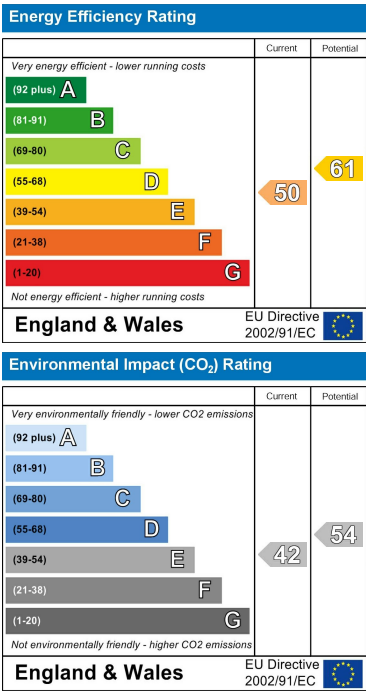 Energy Efficiency Rating
Current Potential
Very energy efficient - lower running costs
(92 plus) A
(81-91) B
(69-80) C
(55-68) D
(39-54) E
(21-38) F
(1-20) G
50
61
Not energy efficient - higher running costs
England & Wales
EU Directive
2002/91/EC
Environmental Impact (CO₂) Rating
Current Potential
Very environmentally friendly - lower CO2 emissions
(92 plus) A
(81-91) B
(69-80) C
(55-68) D
(39-54) E
(21-38) F
(1-20) G
42
54
Not environmentally friendly - higher CO2 emissions
England & Wales
EU Directive
2002/91/EC